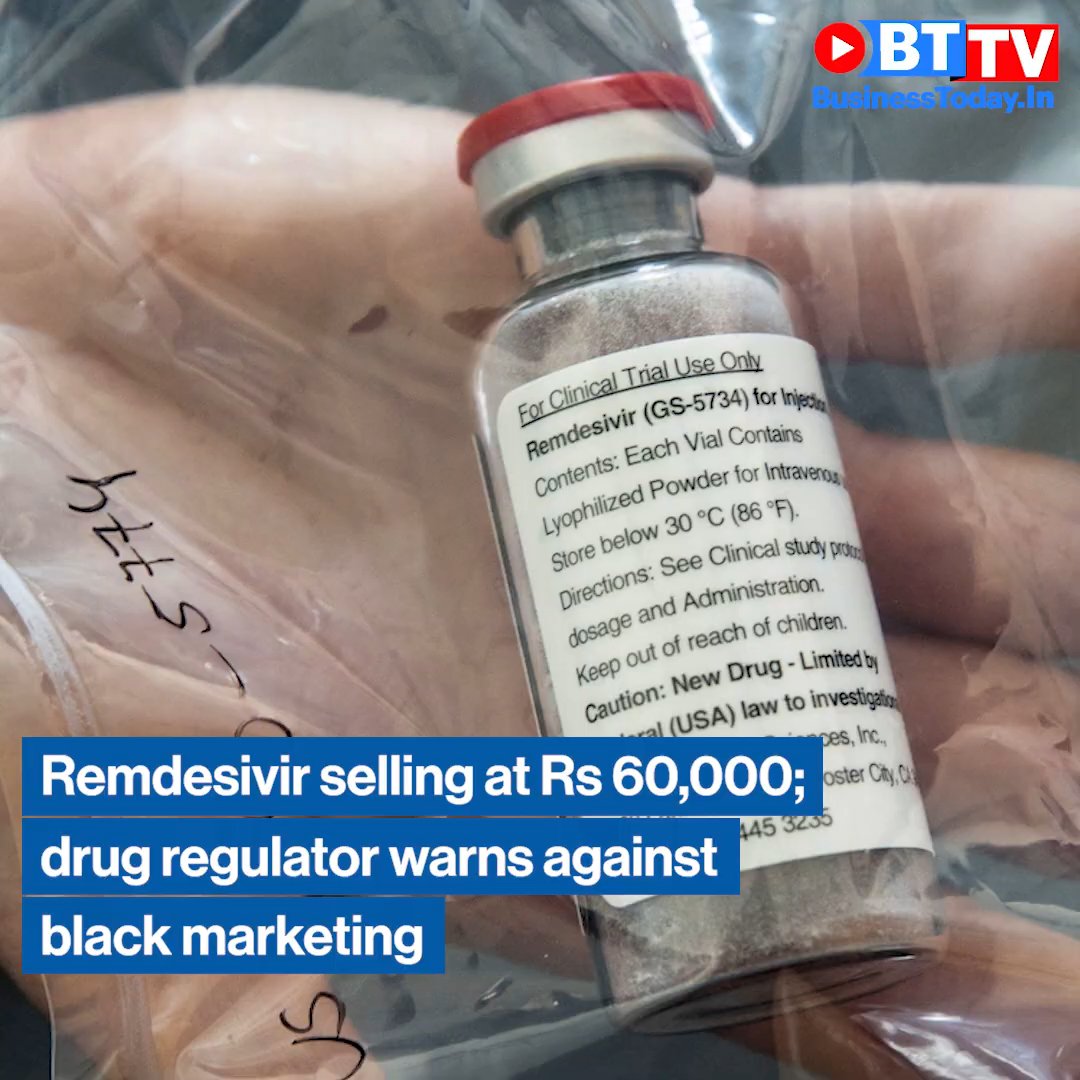 BT TV
BusinessToday.In
For Clinical Trial Use Only
Remdesivir (GS-5734) for Injection
Contents: Each Vial Contains
Lyophilized Powder for Intravenous
Store below 30 °C (86 °F).
Directions: See Clinical study
dosage and Administration.
Keep out of reach of children.
Caution: New Drug - Limited by
(USA) law to
Inc.,
City,
445 3235
Remdesivir selling at Rs 60,000;
drug regulator warns against
black marketing